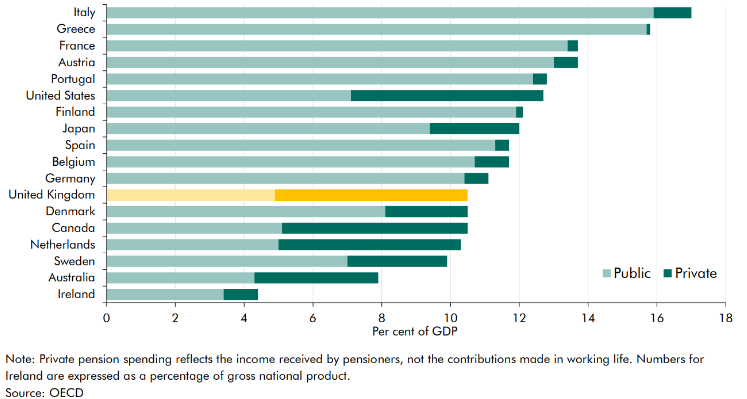 Italy
Greece
France
Austria
Portugal
United States
Finland
Japan
Spain
Belgium
Germany
United Kingdom
Denmark
Canada
Netherlands
Sweden
Australia
Ireland
Public Private
0 2 4 6 8 10 12 14 16 18
Per cent of GDP
Note: Private pension spending reflects the income received by pensioners, not the contributions made in working life. Numbers for
Ireland are expressed as a percentage of gross national product.
Source: OECD